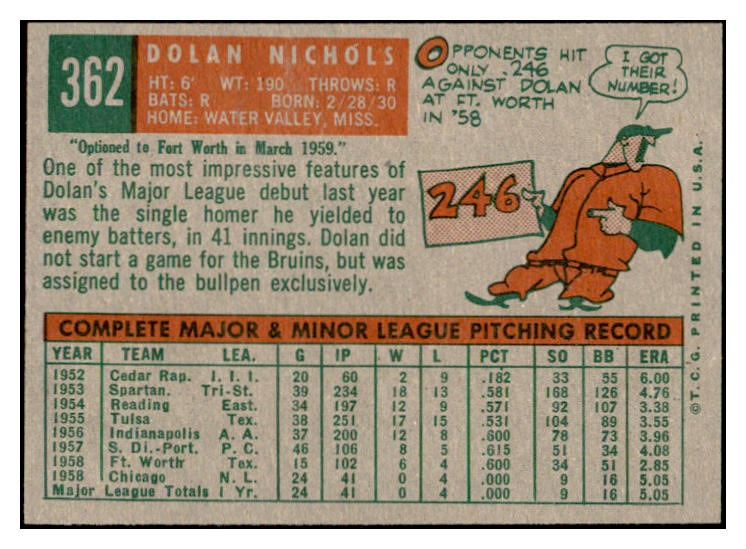 362
DOLAN NICHOLS
HT: 6' WT: 190 THROWS: R
BATS: R BORN: 2/28/30
HOME: WATER VALLEY, MISS.
OPPONENTS HIT
ONLY .246
AGAINST DOLAN
AT FT. WORTH
IN '58
I GOT
THEIR
NUMBER!
246
"Optioned to Fort Worth in March 1959."
One of the most impressive features of
Dolan's Major League debut last year
was the single homer he yielded to
enemy batters, in 41 innings. Dolan did
not start a game for the Bruins, but was
assigned to the bullpen exclusively.
COMPLETE MAJOR & MINOR LEAGUE PITCHING RECORD
YEAR TEAM LEA. G IP W L PCT SO BB ERA
1952 Cedar Rap. I. I. I. 20 60 2 9 .182 33 55 6.00
1953 Spartan. Tri-St. 39 234 18 13 .581 168 126 4.76
1954 Reading East. 34 197 12 9 .571 92 107 3.38
1955 Tulsa Tex. 38 251 17 15 .531 104 89 3.55
1956 Indianapolis A. A. 37 200 12 8 .600 78 73 3.96
1957 S. Di.-Port. P. C. 46 106 8 5 .615 51 34 4.08
1958 Ft. Worth Tex. 15 102 6 4 .600 34 51 2.85
1958 Chicago N. L. 24 41 0 4 .000 9 16 5.05
Major League Totals 1 Yr. 24 41 0 4 .000 9 16 5.05
©T.C.G. PRINTED IN U.S.A.